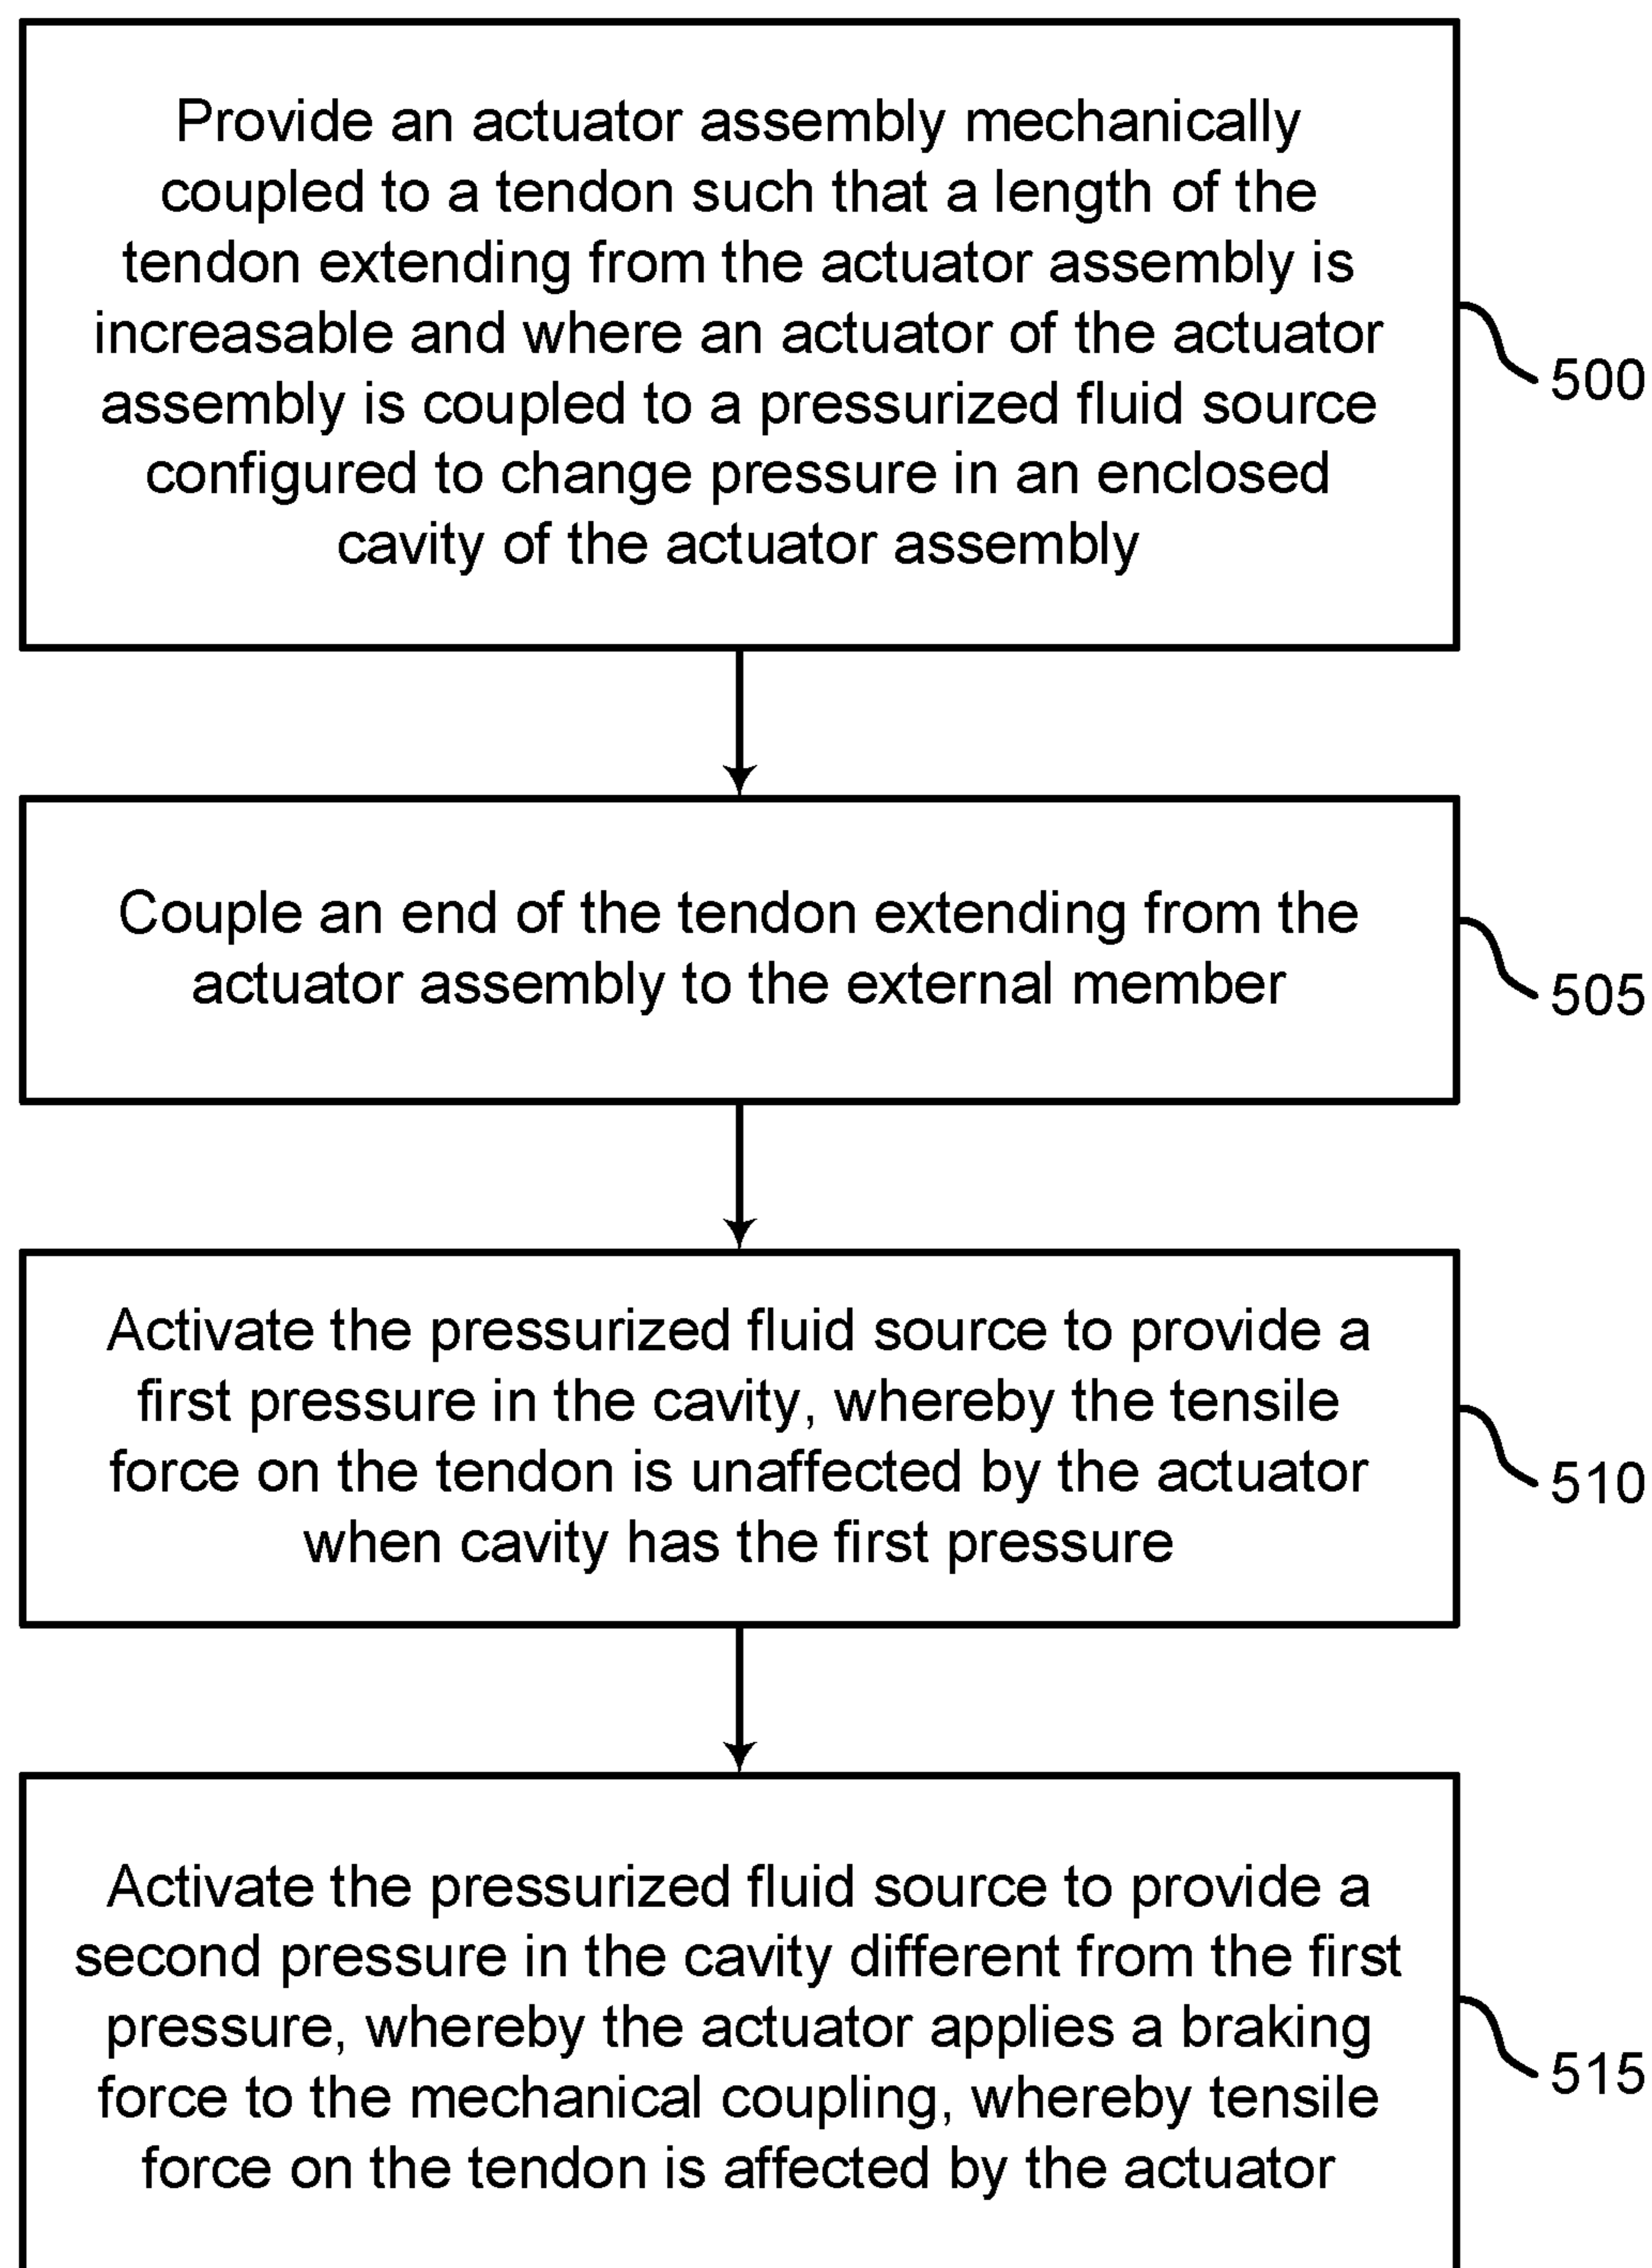 Provide an actuator assembly mechanically
coupled to a tendon such that a length of the
tendon extending from the actuator assembly is
increasable and where an actuator of the actuator
assembly is coupled to a pressurized fluid source
configured to change pressure in an enclosed
cavity of the actuator assembly
500
Couple an end of the tendon extending from the
actuator assembly to the external member
505
Activate the pressurized fluid source to provide a
first pressure in the cavity, whereby the tensile
force on the tendon is unaffected by the actuator
when cavity has the first pressure
510
Activate the pressurized fluid source to provide a
second pressure in the cavity different from the first
pressure, whereby the actuator applies a braking
force to the mechanical coupling, whereby tensile
force on the tendon is affected by the actuator
515